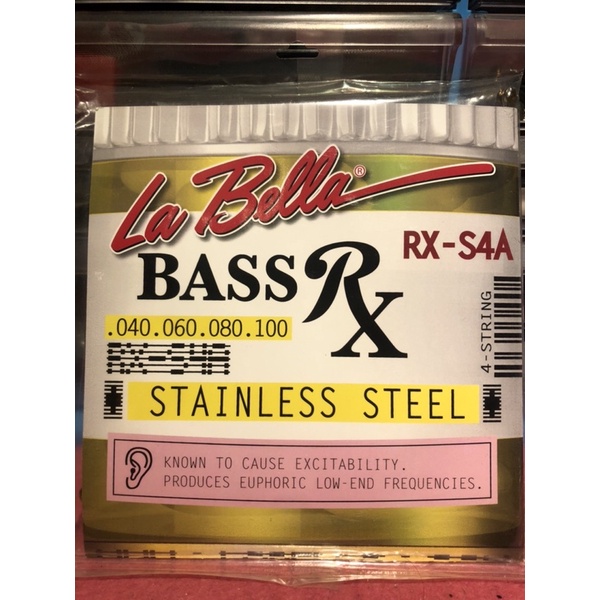 La Bella®
RX-S4A
BASS Rx
.040.060.080.100
4-STRING
STAINLESS STEEL
KNOWN TO CAUSE EXCITABILITY.
PRODUCES EUPHORIC LOW-END FREQUENCIES.